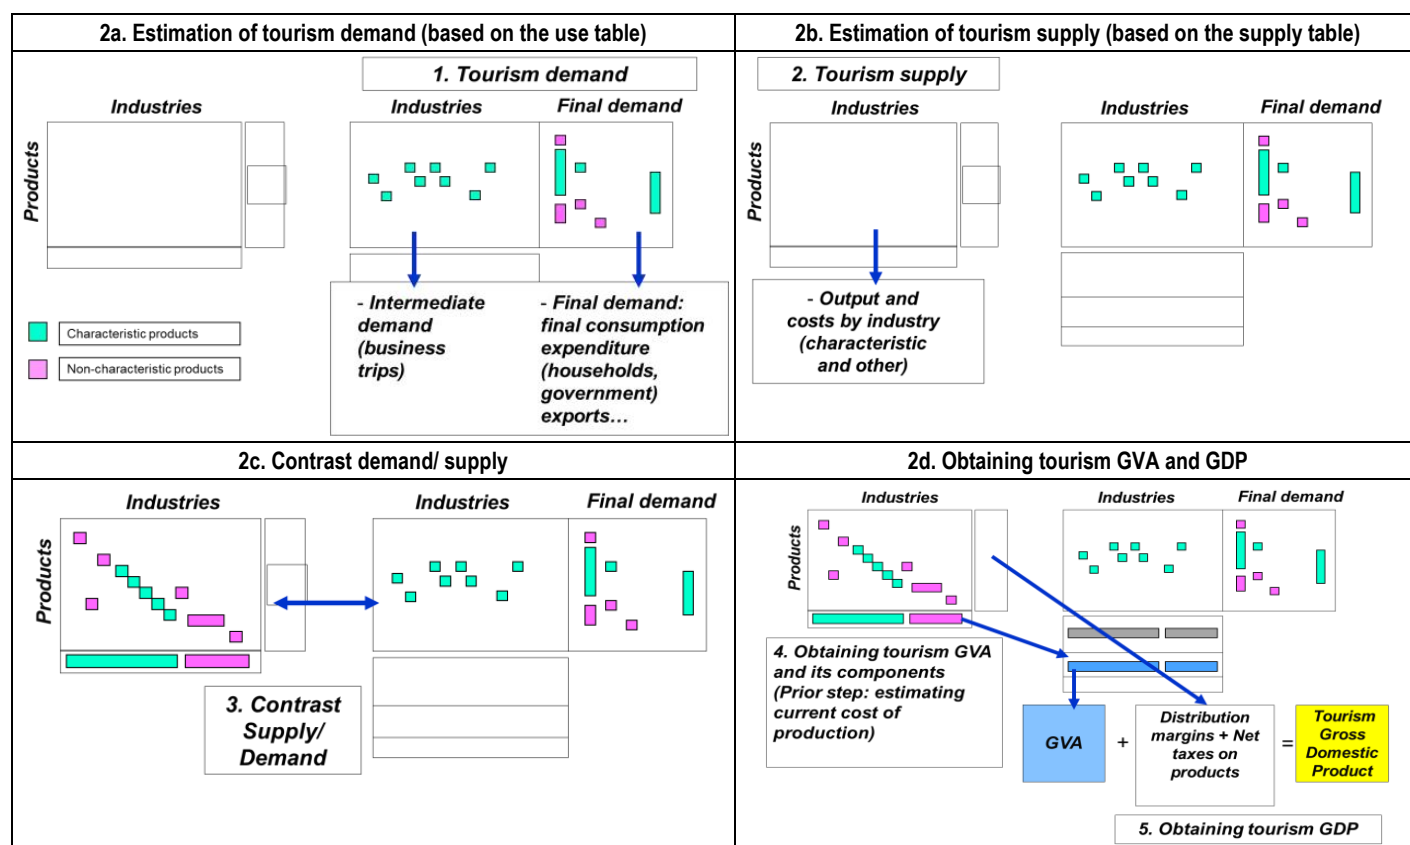 2a. Estimation of tourism demand (based on the use table)
1. Tourism demand
Industries
Industries
Final demand
Products
- Intermediate
demand
(business
trips)
- Final demand:
final consumption
expenditure
(households,
government)
exports…
Characteristic products
Non-characteristic products
2b. Estimation of tourism supply (based on the supply table)
2. Tourism supply
Industries
Industries
Final demand
Products
- Output and
costs by industry
(characteristic
and other)
2c. Contrast demand/ supply
Industries
Industries
Final demand
Products
3. Contrast
Supply/
Demand
2d. Obtaining tourism GVA and GDP
Industries
Industries
Final demand
Products
4. Obtaining tourism GVA
and its components
(Prior step: estimating
current cost of
production)
GVA
+
Distribution
margins + Net
taxes on
products
=
Tourism
Gross
Domestic
Product
5. Obtaining tourism GDP